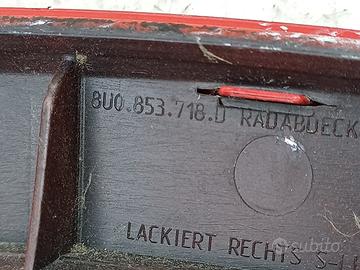 8U0.853.718.D RADABDECK
LACKIERT RECHTS S-L
subito